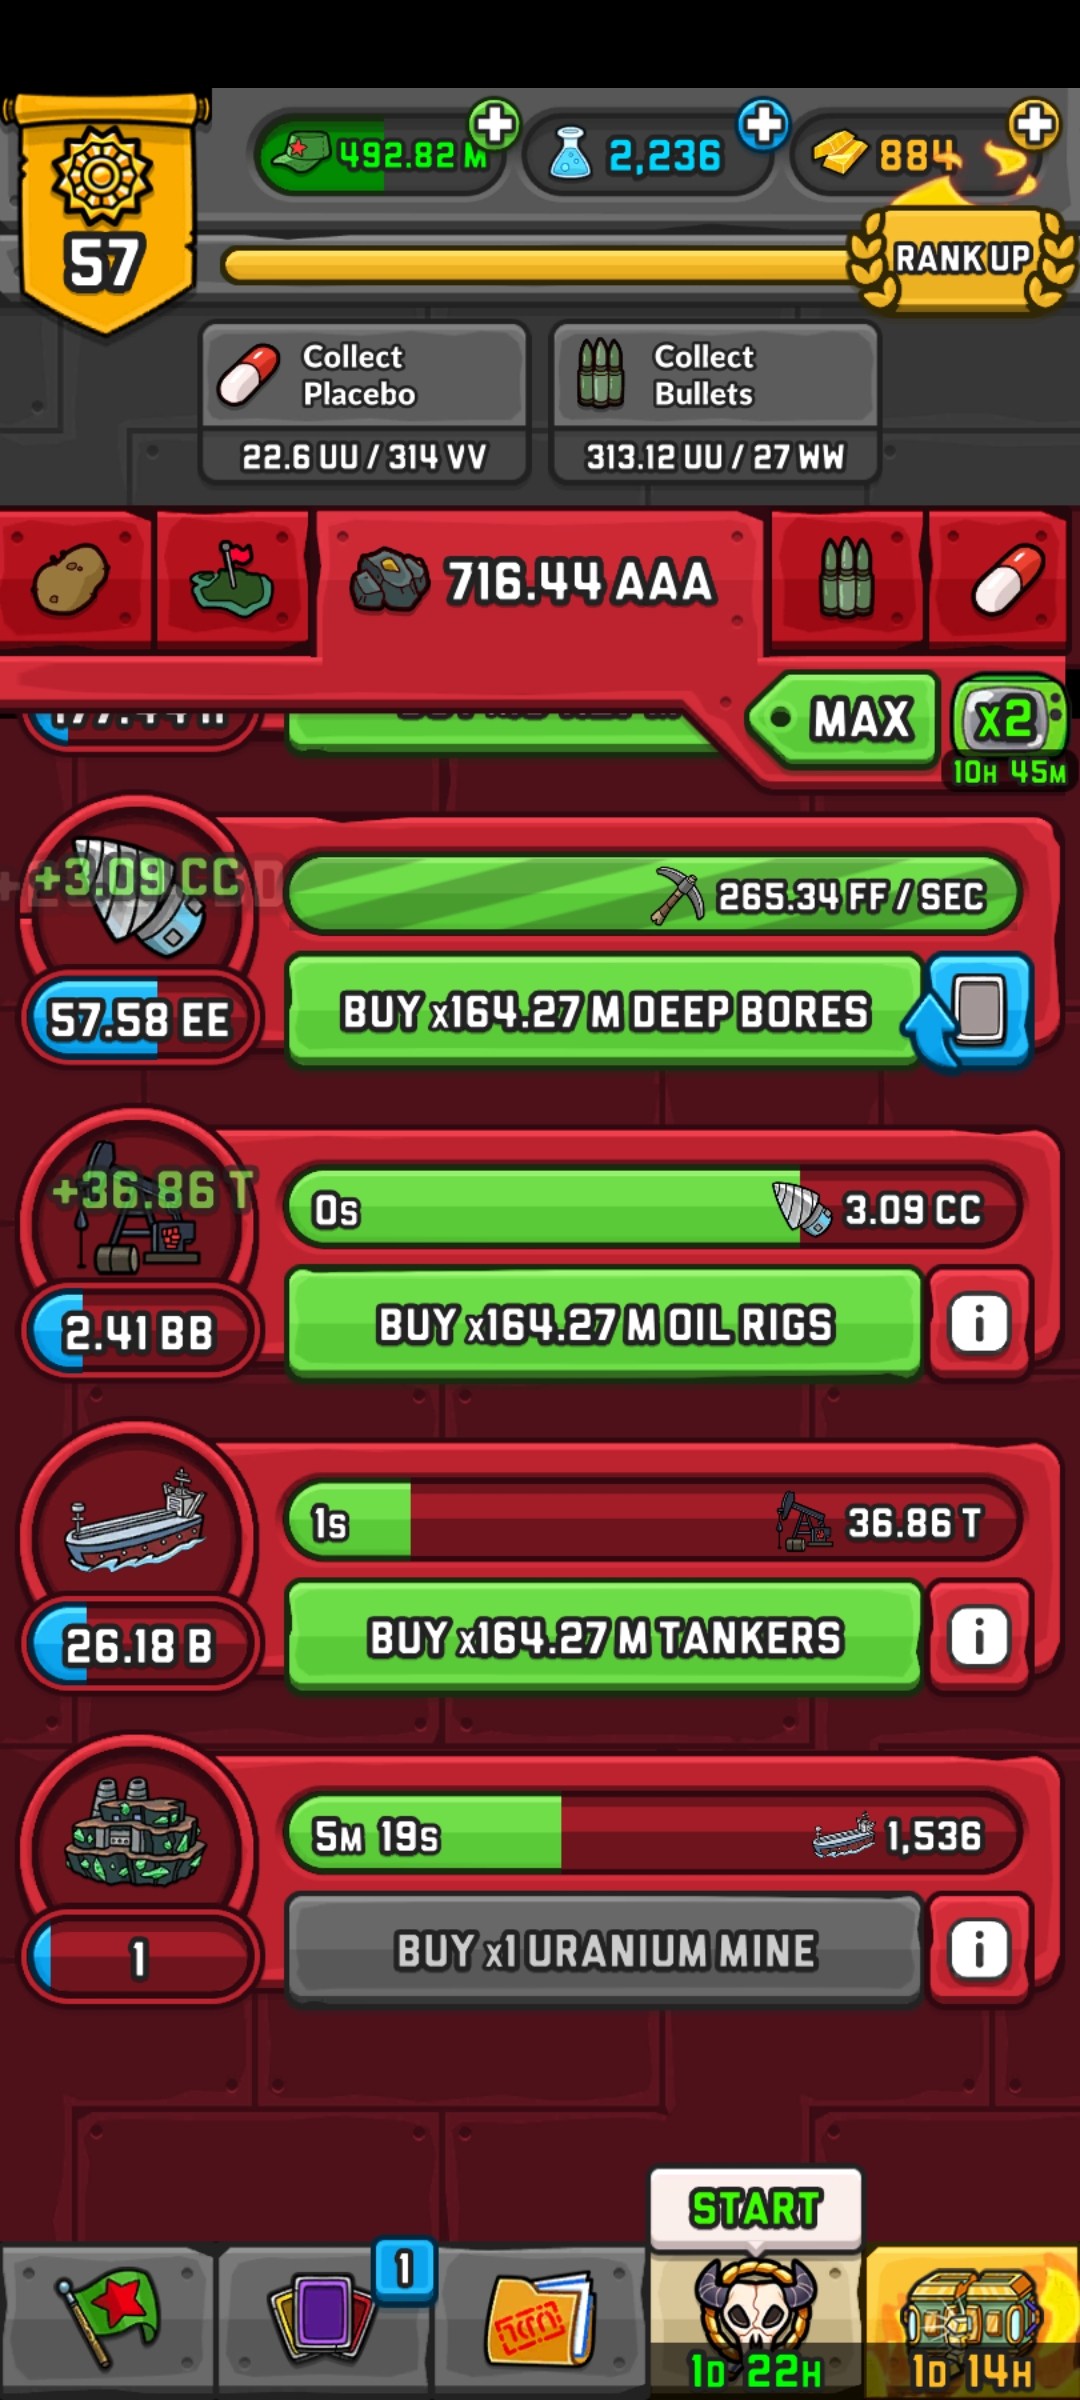 492.82 M
2,236
884
57
RANK UP
Collect
Placebo
22.6 UU / 314 VV
Collect
Bullets
313.12 UU / 27 WW
716.44 AAA
MAX
x2
10H 45M
+3.09 CC
265.34 FF / SEC
57.58 EE
BUY x164.27 M DEEP BORES
+36.86 T
0s
3.09 CC
2.41 BB
BUY x164.27 M OIL RIGS
i
1s
36.86 T
26.18 B
BUY x164.27 M TANKERS
i
5M 19s
1,536
1
BUY x1 URANIUM MINE
i
START
1
1D 22H
1D 14H